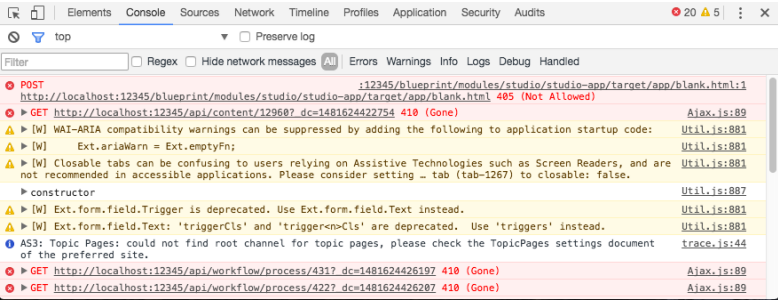 Elements Console Sources Network Timeline Profiles Application Security Audits 20 5
top Preserve log
Filter Regex Hide network messages All Errors Warnings Info Logs Debug Handled
POST :12345/blueprint/modules/studio/studio-app/target/app/blank.html:1
http://localhost:12345/blueprint/modules/studio/studio-app/target/app/blank.html 405 (Not Allowed)
GET http://localhost:12345/api/content/12960?_dc=1481624422754 410 (Gone) Ajax.js:89
[W] WAI-ARIA compatibility warnings can be suppressed by adding the following to application startup code: Util.js:881
[W] Ext.ariaWarn = Ext.emptyFn; Util.js:881
[W] Closable tabs can be confusing to users relying on Assistive Technologies such as Screen Readers, and are Util.js:881
not recommended in accessible applications. Please consider setting … tab (tab-1267) to closable: false.
constructor Util.js:887
[W] Ext.form.field.Trigger is deprecated. Use Ext.form.field.Text instead. Util.js:881
[W] Ext.form.field.Text: 'triggerCls' and 'trigger<n>Cls' are deprecated. Use 'triggers' instead. Util.js:881
AS3: Topic Pages: could not find root channel for topic pages, please check the TopicPages settings document trace.js:44
of the preferred site.
GET http://localhost:12345/api/workflow/process/431?_dc=1481624426197 410 (Gone) Ajax.js:89
GET http://localhost:12345/api/workflow/process/422?_dc=1481624426207 410 (Gone) Ajax.js:89